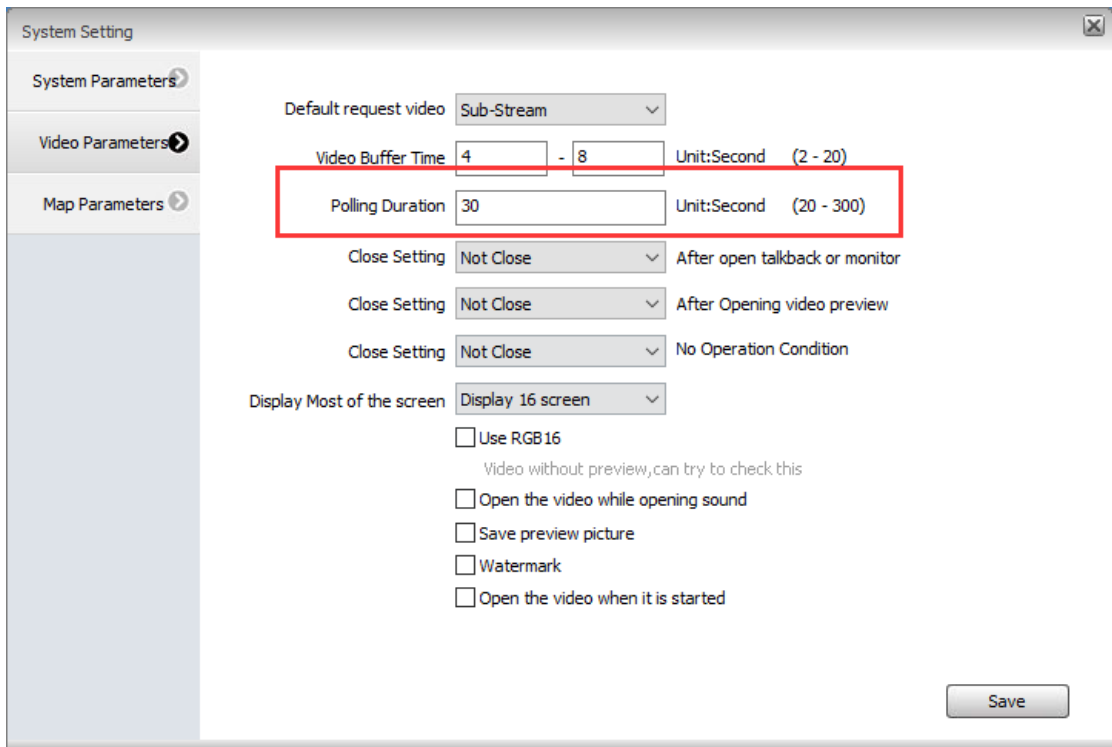 System Setting
System Parameters
Video Parameters
Map Parameters
Default request video Sub-Stream
Video Buffer Time 4 - 8 Unit:Second (2 - 20)
Polling Duration 30 Unit:Second (20 - 300)
Close Setting Not Close After open talkback or monitor
Close Setting Not Close After Opening video preview
Close Setting Not Close No Operation Condition
Display Most of the screen Display 16 screen
Use RGB16
Video without preview,can try to check this
Open the video while opening sound
Save preview picture
Watermark
Open the video when it is started
Save